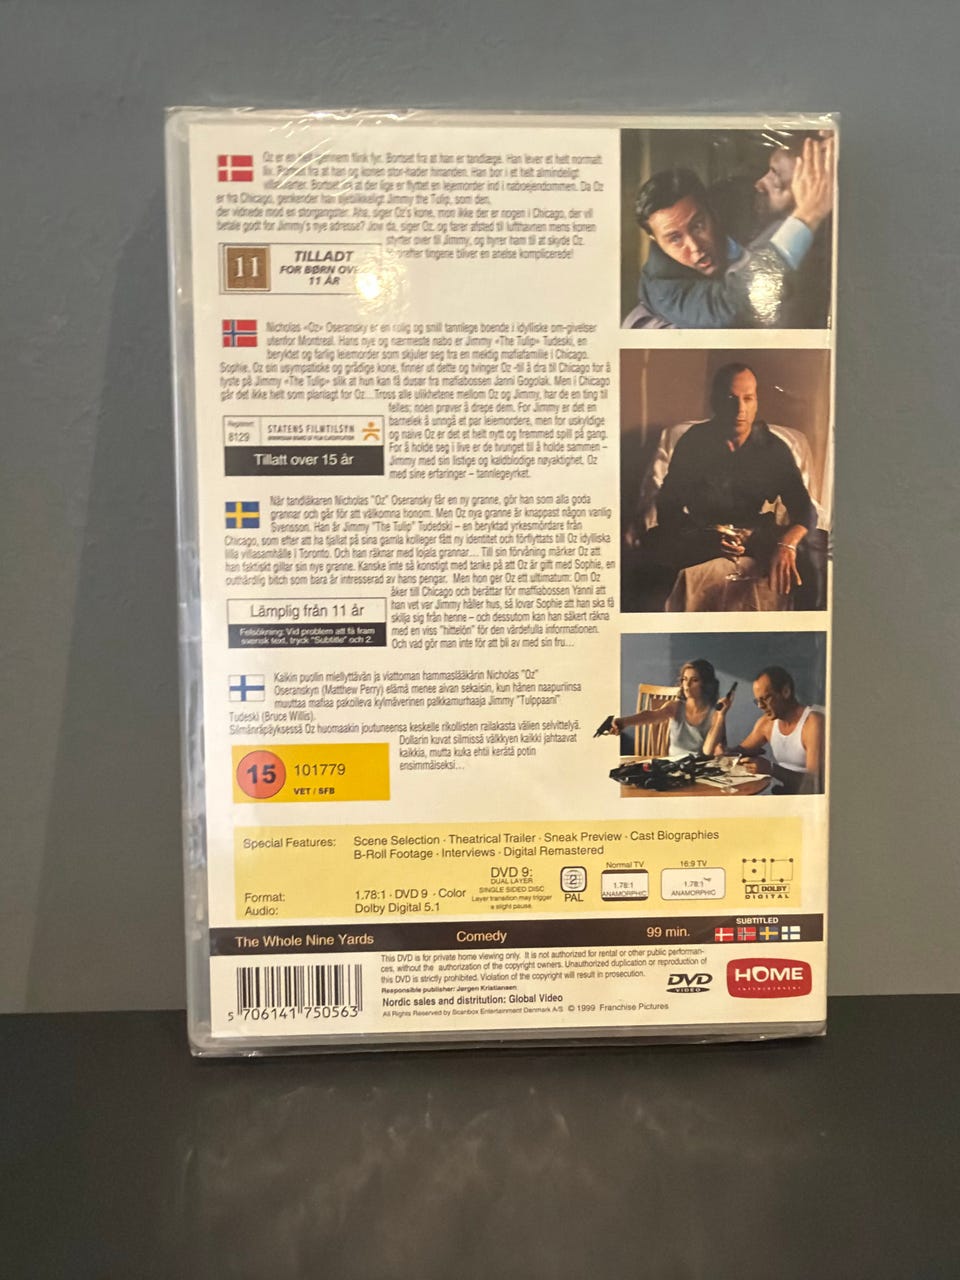 Oz er en helt igennem flink fyr. Bortset fra at han er tandlæge. Han lever et helt normalt
liv. Bortset fra at han og konen stor-hader hinanden. Han bor i et helt almindeligt
villakvarter. Bortset fra at der lige er flyttet en lejemorder ind i naboejendommen. Da Oz
er fra Chicago, genkender han øjeblikkeligt Jimmy the Tulip, som den,
der vidnede mod en storgangster. Aha, siger Oz's kone, mon ikke der er nogen i Chicago, der vil
betale godt for Jimmy's nye adresse? Jow da, siger Oz, og farer afsted til lufthavnen mens konen
styrter over til Jimmy, og hyrer ham til at skyde Oz.
Hvorefter tingene bliver en anelse komplicerede!
11
TILLADT
FOR BØRN OVER
11 ÅR
Nicholas «Oz» Oseransky er en rolig og snill tannlege boende i idylliske om-givelser
utenfor Montreal. Hans nye og nærmeste nabo er Jimmy «The Tulip» Tudeski, en
beryktet og farlig leiemorder som skjuler seg fra en mektig mafiafamilie i Chicago.
Sophie, Oz sin usympatiske og grådige kone, finner ut dette og tvinger Oz -til å dra til Chicago for å
tyste på Jimmy «The Tulip» slik at hun kan få dusør fra mafiabossen Janni Gogolak. Men i Chicago
går det ikke helt som planlagt for Oz...Tross alle ulikhetene mellom Oz og Jimmy, har de en ting til
felles; noen prøver å drepe dem. For Jimmy er det en
barnelek å unngå et par leiemordere, men for uskyldige
og naive Oz er det et helt nytt og fremmed spill på gang.
For å holde seg i live er de tvunget til å holde sammen –
Jimmy med sin listige og kaldblodige nøyaktighet, Oz
med sine erfaringer – tannlegeyrket.
Registernr.
8129
STATENS FILMTILSYN
NORWEGIAN BOARD OF FILM CLASSIFICATION
Tillatt over 15 år
När tandläkaren Nicholas "Oz" Oseransky får en ny granne, gör han som alla goda
grannar och går för att välkomna honom. Men Oz nya granne är knappast någon vanlig
Svensson. Han är Jimmy "The Tulip" Tudedski – en beryktad yrkesmördare från
Chicago, som efter att ha tjallat på sina gamla kolleger fått ny identitet och förflyttats till Oz idylliska
lilla villasamhälle i Toronto. Och han räknar med lojala grannar... Till sin förvåning märker Oz att
han faktiskt gillar sin nye granne. Kanske inte så konstigt med tanke på att Oz är gift med Sophie, en
outhärdlig bitch som bara är intresserad av hans pengar. Men hon ger Oz ett ultimatum: Om Oz
åker till Chicago och berättar för maffiabossen Yanni att
han vet var Jimmy håller hus, så lovar Sophie att han ska få
skilja sig från henne – och dessutom kan han säkert räkna
med en viss "hittelön" för den värdefulla informationen.
Och vad gör man inte för att bli av med sin fru...
Lämplig från 11 år
Felsökning: Vid problem att få fram
svensk text, tryck "Subtitle" och 2.
Kaikin puolin miellyttävän ja viattoman hammaslääkärin Nicholas "Oz"
Oseranskyn (Matthew Perry) elämä menee aivan sekaisin, kun hänen naapuriinsa
muuttaa mafiaa pakoileva kylmäverinen palkkamurhaaja Jimmy "Tulppaani"
Tudeski (Bruce Willis).
Silmänräpäyksessä Oz huomaakin joutuneensa keskelle rikollisten railakasta välien selvittelyä.
Dollarin kuvat silmissä välkkyen kaikki jahtaavat
kaikkia, mutta kuka ehtii kerätä potin
ensimmäiseksi...
15
101779
VET / SFB
Special Features: Scene Selection · Theatrical Trailer · Sneak Preview · Cast Biographies
B-Roll Footage · Interviews · Digital Remastered
Format: 1.78:1 · DVD 9 · Color
Audio: Dolby Digital 5.1
DVD 9:
DUAL LAYER
SINGLE SIDED DISC
Layer transition may trigger
a slight pause.
2
PAL
Normal TV
1.78:1
ANAMORPHIC
16:9 TV
1.78:1
ANAMORPHIC
DOLBY
DIGITAL
The Whole Nine Yards Comedy 99 min.
SUBTITLED
5 706141 750563
This DVD is for private home viewing only. It is not authorized for rental or other public performan-
ces, without the authorization of the copyright owners. Unauthorized duplication or reproduction of
this DVD is strictly prohibited. Violation of the copyright will result in prosecution.
Responsible publisher: Jørgen Kristiansen
Nordic sales and distrution: Global Video
All Rights Reserved by Scanbox Entertainment Denmark A/S © 1999 Franchise Pictures
DVD
VIDEO
HOME
ENTERTAINMENT